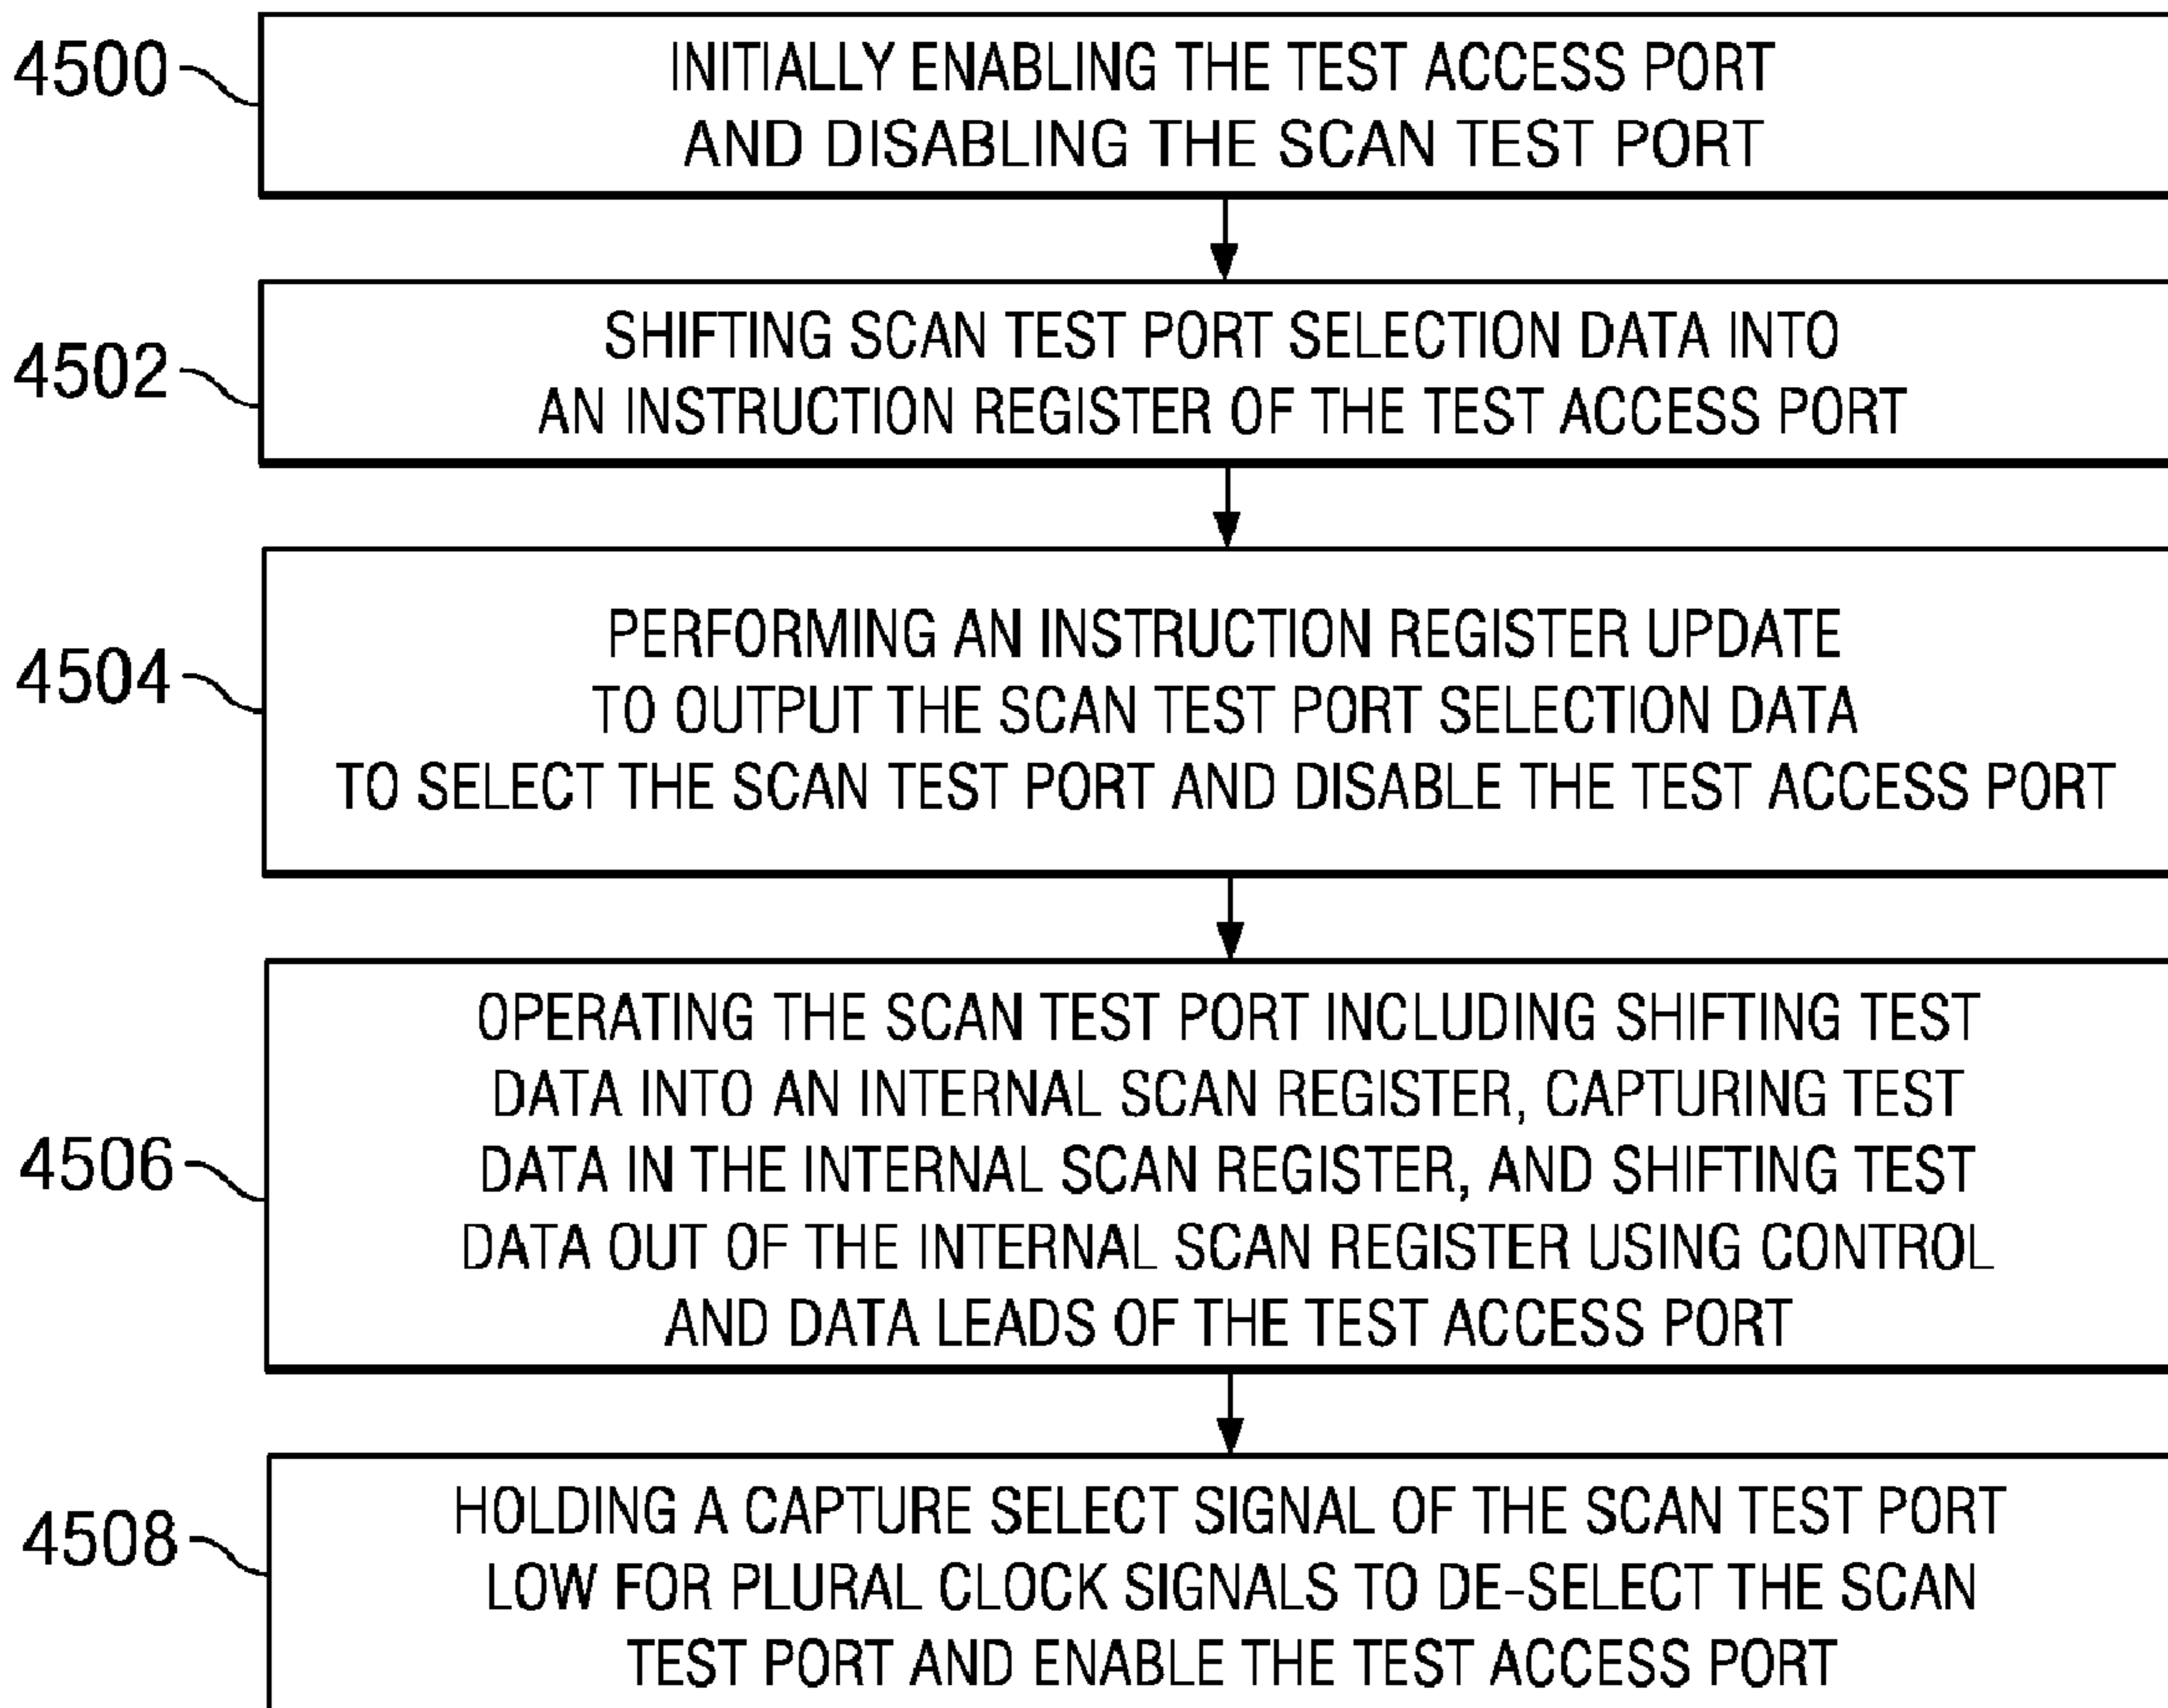 4500
INITIALLY ENABLING THE TEST ACCESS PORT
AND DISABLING THE SCAN TEST PORT
4502
SHIFTING SCAN TEST PORT SELECTION DATA INTO
AN INSTRUCTION REGISTER OF THE TEST ACCESS PORT
4504
PERFORMING AN INSTRUCTION REGISTER UPDATE
TO OUTPUT THE SCAN TEST PORT SELECTION DATA
TO SELECT THE SCAN TEST PORT AND DISABLE THE TEST ACCESS PORT
4506
OPERATING THE SCAN TEST PORT INCLUDING SHIFTING TEST
DATA INTO AN INTERNAL SCAN REGISTER, CAPTURING TEST
DATA IN THE INTERNAL SCAN REGISTER, AND SHIFTING TEST
DATA OUT OF THE INTERNAL SCAN REGISTER USING CONTROL
AND DATA LEADS OF THE TEST ACCESS PORT
4508
HOLDING A CAPTURE SELECT SIGNAL OF THE SCAN TEST PORT
LOW FOR PLURAL CLOCK SIGNALS TO DE-SELECT THE SCAN
TEST PORT AND ENABLE THE TEST ACCESS PORT